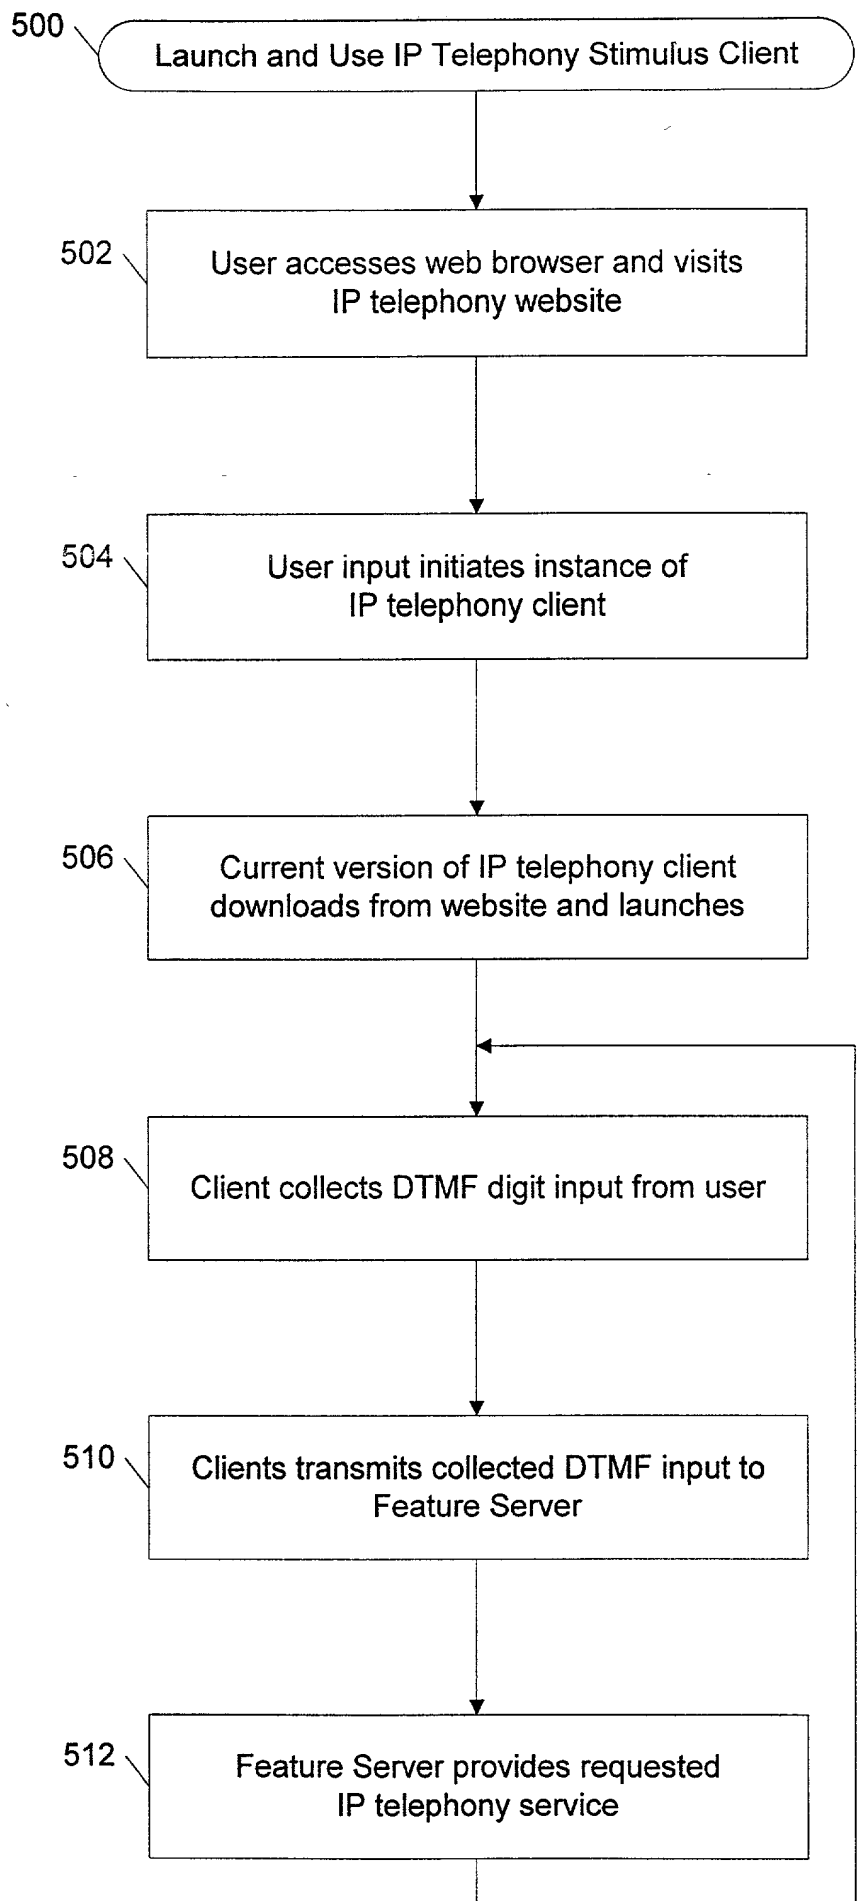 500
Launch and Use IP Telephony Stimulus Client
502
User accesses web browser and visits
IP telephony website
504
User input initiates instance of
IP telephony client
506
Current version of IP telephony client
downloads from website and launches
508
Client collects DTMF digit input from user
510
Clients transmits collected DTMF input to
Feature Server
512
Feature Server provides requested
IP telephony service